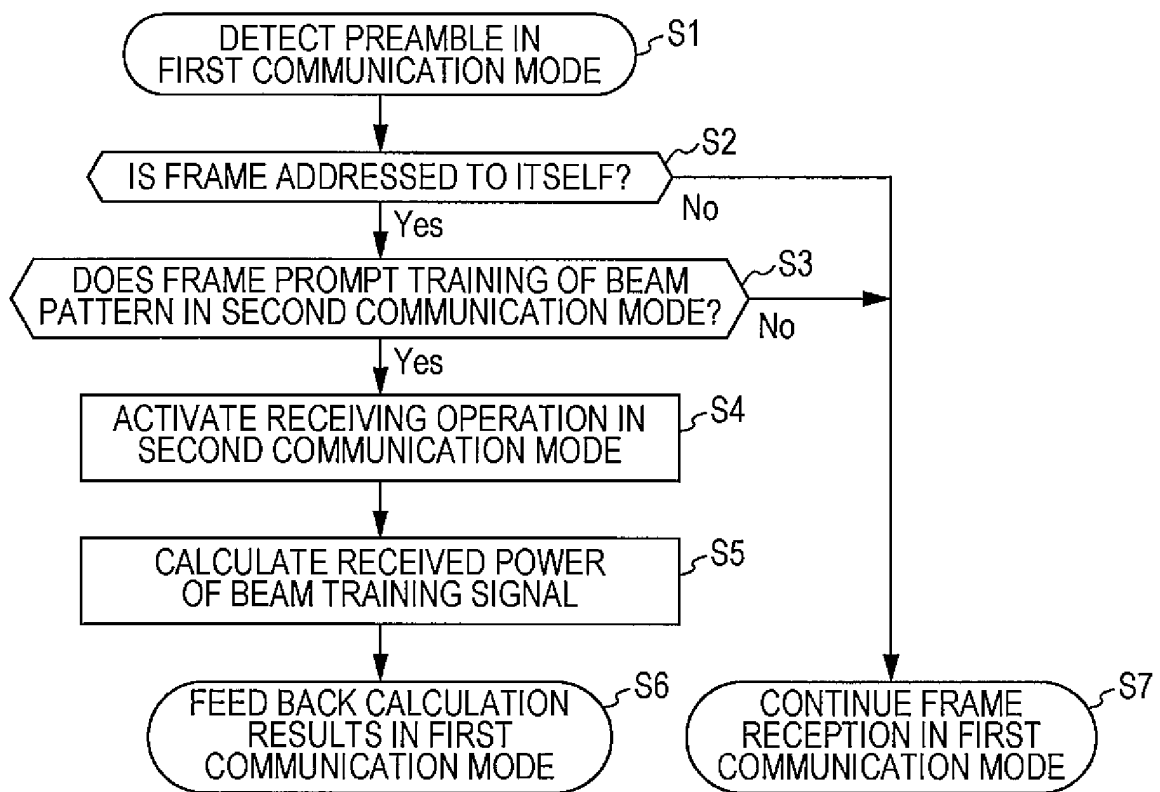 DETECT PREAMBLE IN
FIRST COMMUNICATION MODE
S1
IS FRAME ADDRESSED TO ITSELF?
S2
Yes
No
DOES FRAME PROMPT TRAINING OF BEAM
PATTERN IN SECOND COMMUNICATION MODE?
S3
Yes
No
ACTIVATE RECEIVING OPERATION IN
SECOND COMMUNICATION MODE
S4
CALCULATE RECEIVED POWER
OF BEAM TRAINING SIGNAL
S5
FEED BACK CALCULATION
RESULTS IN FIRST
COMMUNICATION MODE
S6
CONTINUE FRAME
RECEPTION IN FIRST
COMMUNICATION MODE
S7